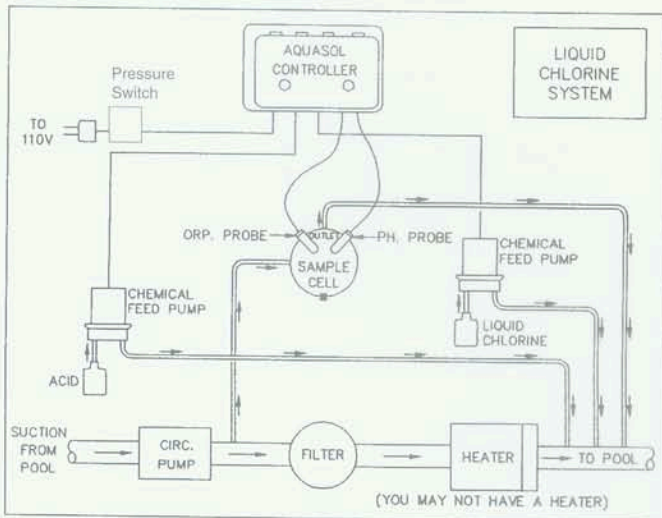 AQUASOL
CONTROLLER
LIQUID
CHLORINE
SYSTEM
Pressure
Switch
TO
110V
ORP. PROBE
OUTLET
PH. PROBE
SAMPLE
CELL
CHEMICAL
FEED PUMP
CHEMICAL
FEED PUMP
LIQUID
CHLORINE
ACID
SUCTION
FROM
POOL
CIRC.
PUMP
FILTER
HEATER
TO POOL
(YOU MAY NOT HAVE A HEATER)